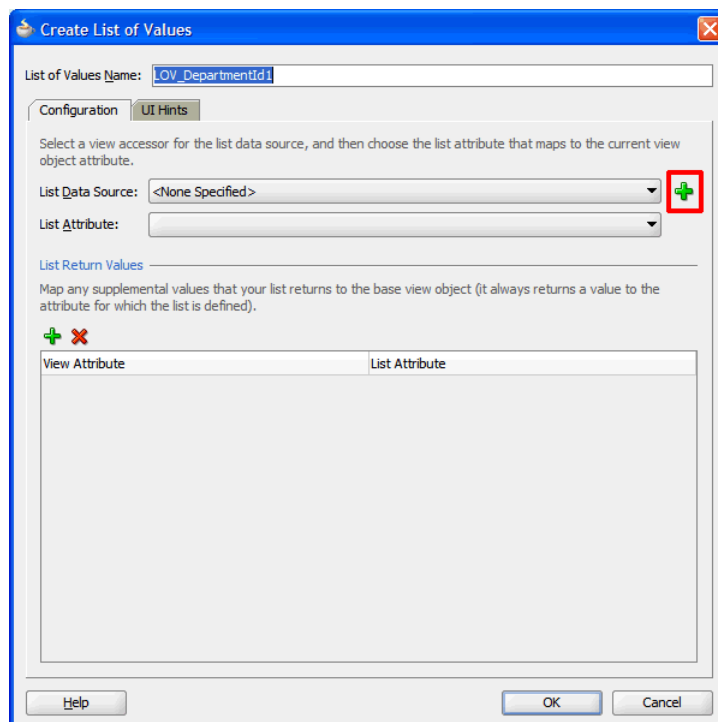 Create List of Values
List of Values Name: LOV_DepartmentId1
Configuration UI Hints
Select a view accessor for the list data source, and then choose the list attribute that maps to the current view
object attribute.
List Data Source: <None Specified>
List Attribute:
List Return Values
Map any supplemental values that your list returns to the base view object (it always returns a value to the
attribute for which the list is defined).
View Attribute List Attribute
Help OK Cancel